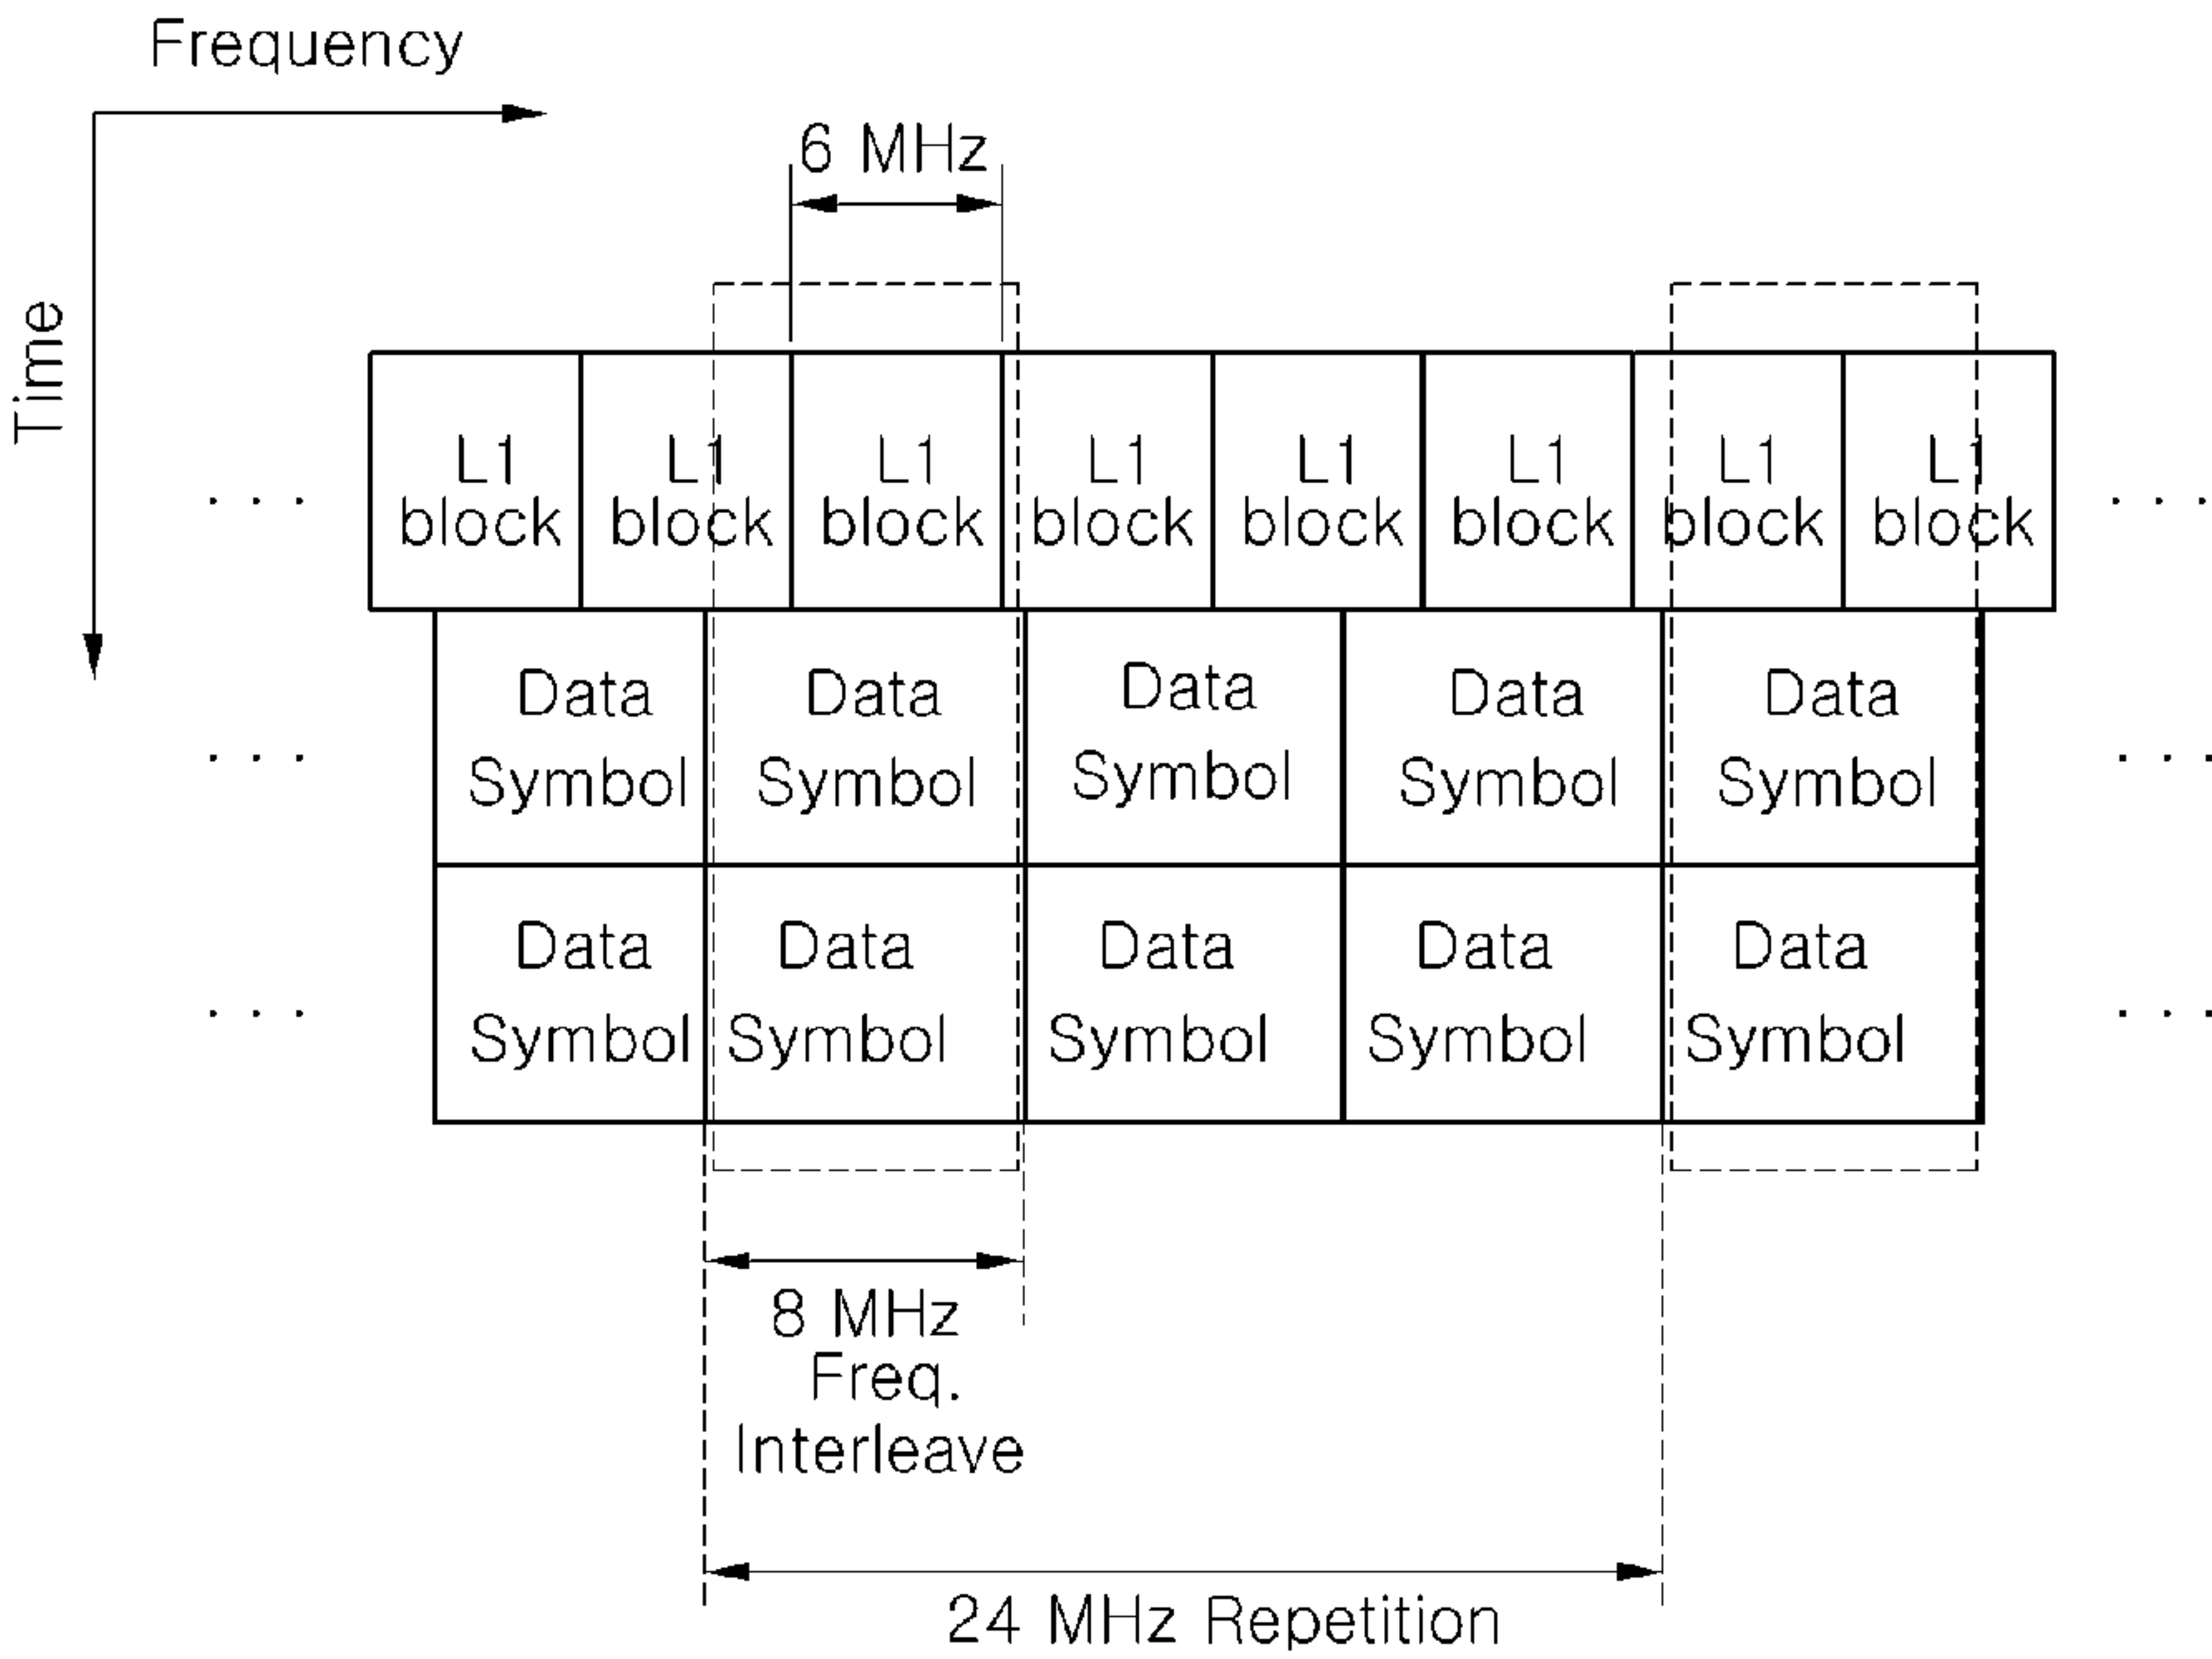 Frequency
6 MHz
Time
L1 L1 L1 L1 L1 L1 L1 L1
. . . block block block block block block block block . . .
Data Data Data Data Data
. . . Symbol Symbol Symbol Symbol Symbol . . .
Data Data Data Data Data
. . . Symbol Symbol Symbol Symbol Symbol . . .
8 MHz
Freq.
Interleave
24 MHz Repetition